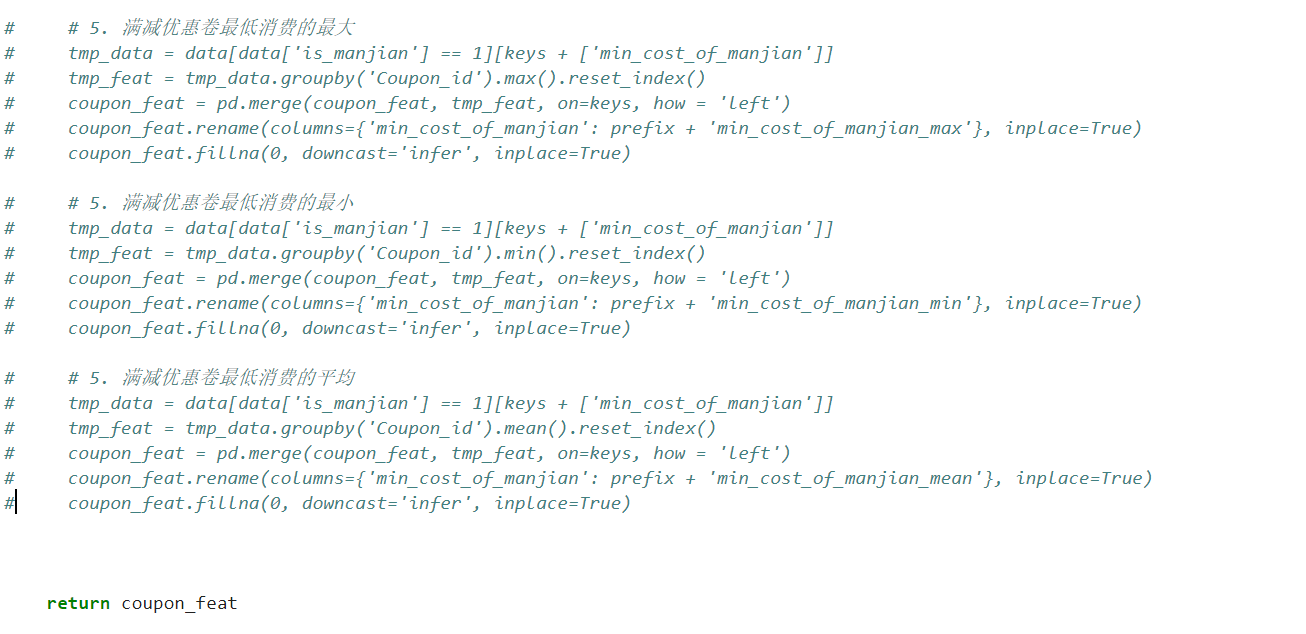 #     # 5. 满减优惠卷最低消费的最大
#     tmp_data = data[data['is_manjian'] == 1][keys + ['min_cost_of_manjian']]
#     tmp_feat = tmp_data.groupby('Coupon_id').max().reset_index()
#     coupon_feat = pd.merge(coupon_feat, tmp_feat, on=keys, how = 'left')
#     coupon_feat.rename(columns={'min_cost_of_manjian': prefix + 'min_cost_of_manjian_max'}, inplace=True)
#     coupon_feat.fillna(0, downcast='infer', inplace=True)
#     # 5. 满减优惠卷最低消费的最小
#     tmp_data = data[data['is_manjian'] == 1][keys + ['min_cost_of_manjian']]
#     tmp_feat = tmp_data.groupby('Coupon_id').min().reset_index()
#     coupon_feat = pd.merge(coupon_feat, tmp_feat, on=keys, how = 'left')
#     coupon_feat.rename(columns={'min_cost_of_manjian': prefix + 'min_cost_of_manjian_min'}, inplace=True)
#     coupon_feat.fillna(0, downcast='infer', inplace=True)
#     # 5. 满减优惠卷最低消费的平均
#     tmp_data = data[data['is_manjian'] == 1][keys + ['min_cost_of_manjian']]
#     tmp_feat = tmp_data.groupby('Coupon_id').mean().reset_index()
#     coupon_feat = pd.merge(coupon_feat, tmp_feat, on=keys, how = 'left')
#     coupon_feat.rename(columns={'min_cost_of_manjian': prefix + 'min_cost_of_manjian_mean'}, inplace=True)
#     coupon_feat.fillna(0, downcast='infer', inplace=True)
    return coupon_feat